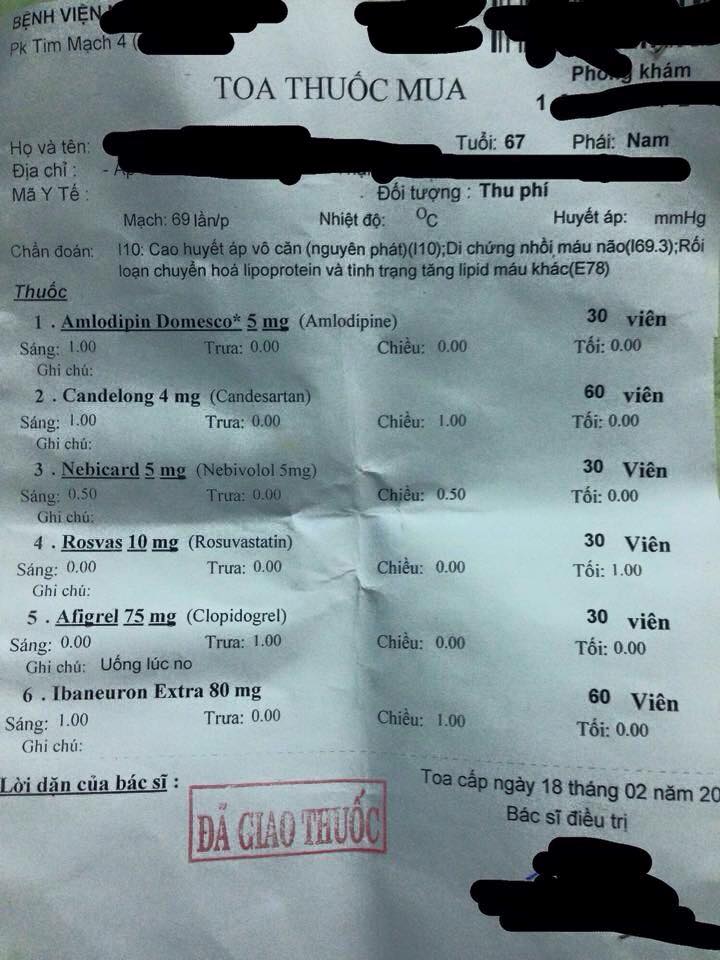 BỆNH VIỆN
Pk Tim Mạch 4 (
Phòng khám
TOA THUỐC MUA
1
Họ và tên: Tuổi: 67 Phái: Nam
Địa chỉ :
Mã Y Tế : Đối tượng : Thu phí
Mạch: 69 lần/p Nhiệt độ: ºC Huyết áp: mmHg
Chẩn đoán: I10: Cao huyết áp vô căn (nguyên phát)(I10);Di chứng nhồi máu não(I69.3);Rối
loạn chuyển hoá lipoprotein và tình trạng tăng lipid máu khác(E78)
Thuốc
1 . Amlodipin Domesco* 5 mg (Amlodipine) 30 viên
Sáng: 1.00 Trưa: 0.00 Chiều: 0.00 Tối: 0.00
Ghi chú:
2 . Candelong 4 mg (Candesartan) 60 viên
Sáng: 1.00 Trưa: 0.00 Chiều: 1.00 Tối: 0.00
Ghi chú:
3 . Nebicard 5 mg (Nebivolol 5mg) 30 Viên
Sáng: 0.50 Trưa: 0.00 Chiều: 0.50 Tối: 0.00
Ghi chú:
4 . Rosvas 10 mg (Rosuvastatin) 30 Viên
Sáng: 0.00 Trưa: 0.00 Chiều: 0.00 Tối: 1.00
Ghi chú:
5 . Afigrel 75 mg (Clopidogrel) 30 viên
Sáng: 0.00 Trưa: 1.00 Chiều: 0.00 Tối: 0.00
Ghi chú: Uống lúc no
6 . Ibaneuron Extra 80 mg 60 Viên
Sáng: 1.00 Trưa: 0.00 Chiều: 1.00 Tối: 0.00
Ghi chú:
Lời dặn của bác sĩ : Toa cấp ngày 18 tháng 02 năm 20
ĐÃ GIAO THUỐC
Bác sĩ điều trị